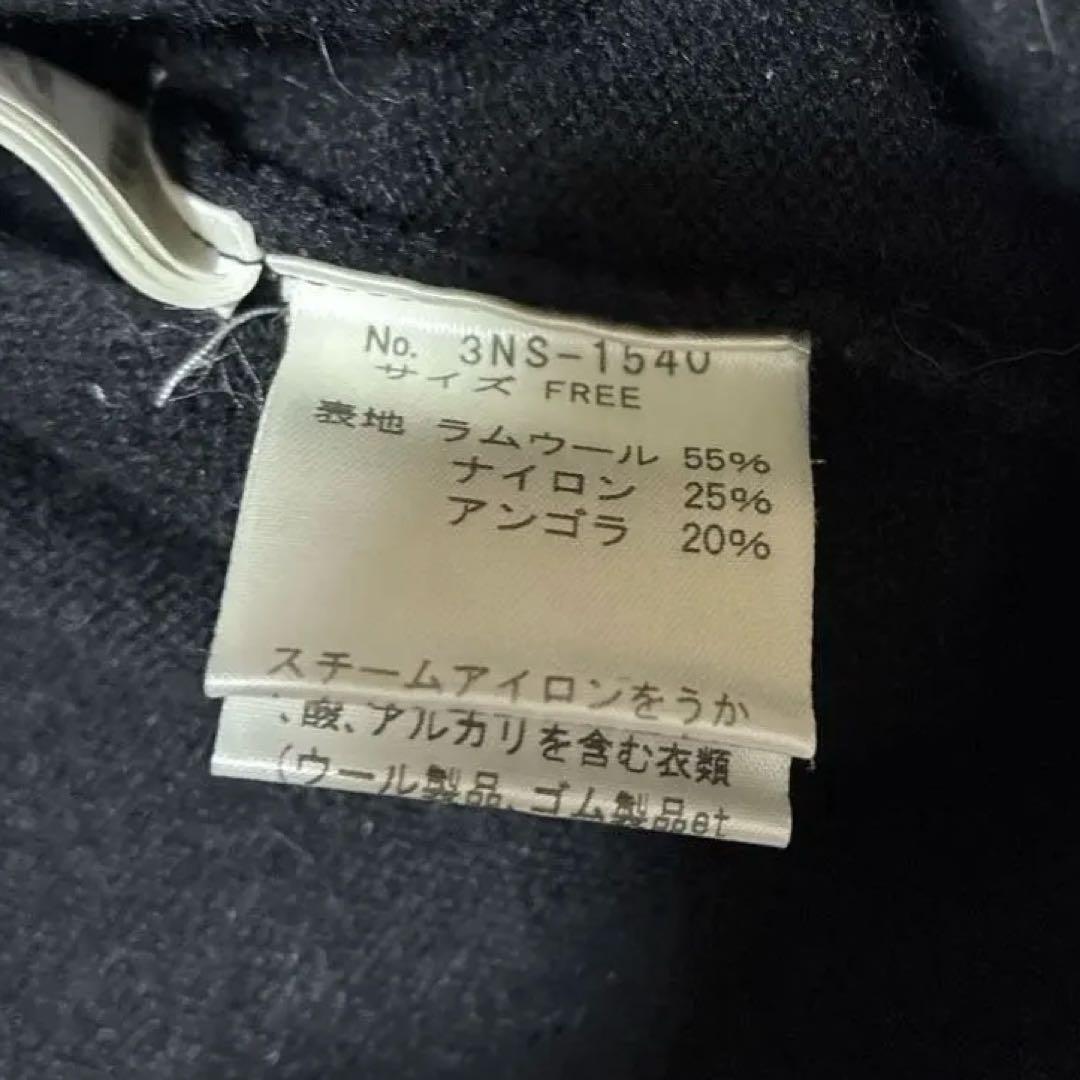 No. 3NS-1540
サイズ FREE
表地 ラムウール 55%
ナイロン 25%
アンゴラ 20%
スチームアイロンをうか
、酸、アルカリを含む衣類
(ウール製品、ゴム製品et